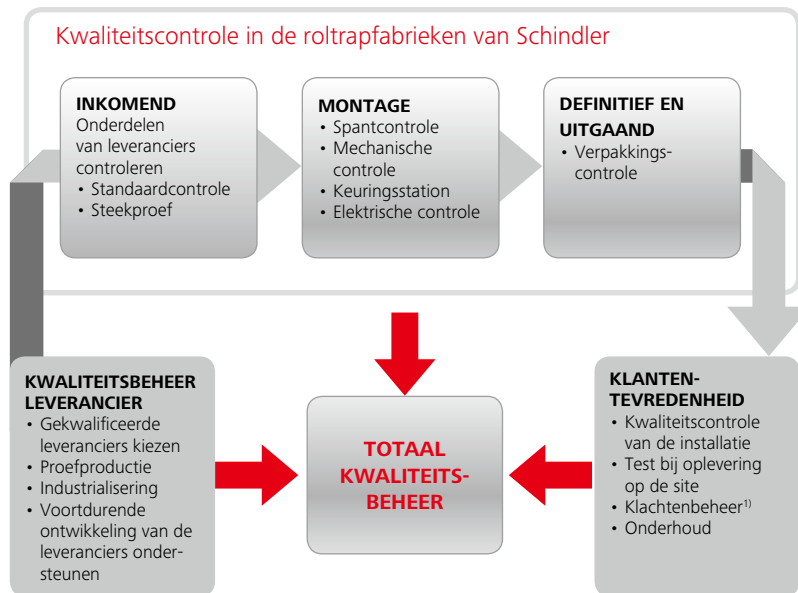 Kwaliteitscontrole in de roltrapfabrieken van Schindler
INKOMEND
Onderdelen
van leveranciers
controleren
• Standaardcontrole
• Steekproef
MONTAGE
• Spantcontrole
• Mechanische
controle
• Keuringsstation
• Elektrische controle
DEFINITIEF EN
UITGAAND
• Verpakkings-
controle
KWALITEITSBEHEER
LEVERANCIER
• Gekwalificeerde
leveranciers kiezen
• Proefproductie
• Industrialisering
• Voortdurende
ontwikkeling van de
leveranciers onder-
steunen
TOTAAL
KWALITEITS-
BEHEER
KLANTEN-
TEVREDENHEID
• Kwaliteitscontrole
van de installatie
• Test bij oplevering
op de site
• Klachtenbeheer¹⁾
• Onderhoud